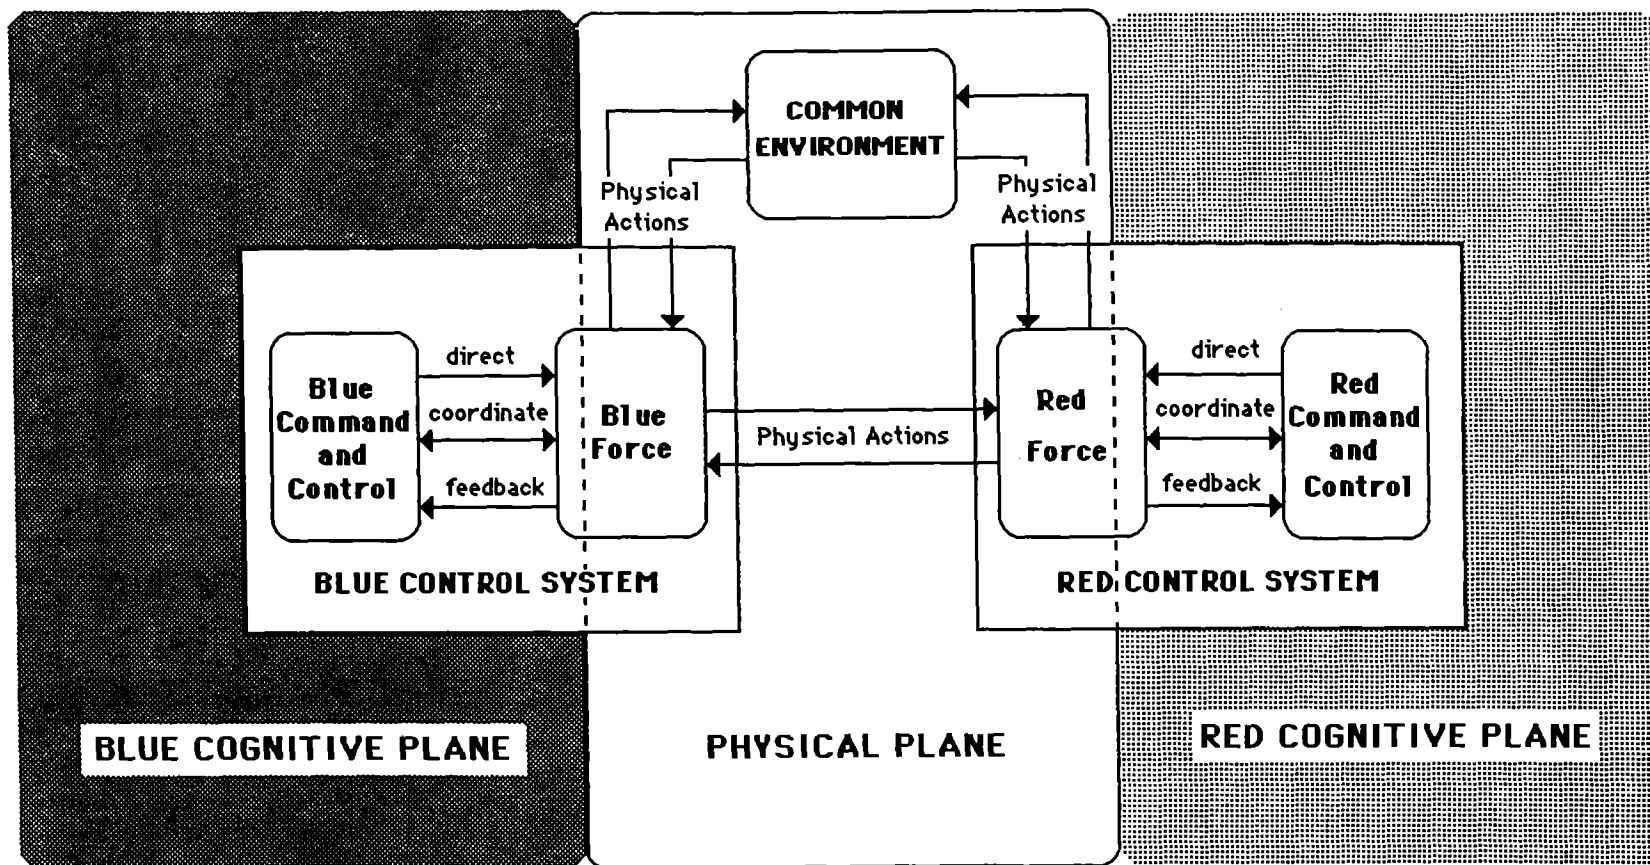 COMMON
ENVIRONMENT
Physical
Actions
Physical
Actions
direct
coordinate
feedback
Blue
Command
and
Control
Blue
Force
Physical Actions
Red
Force
direct
coordinate
feedback
Red
Command
and
Control
BLUE CONTROL SYSTEM
RED CONTROL SYSTEM
BLUE COGNITIVE PLANE
PHYSICAL PLANE
RED COGNITIVE PLANE